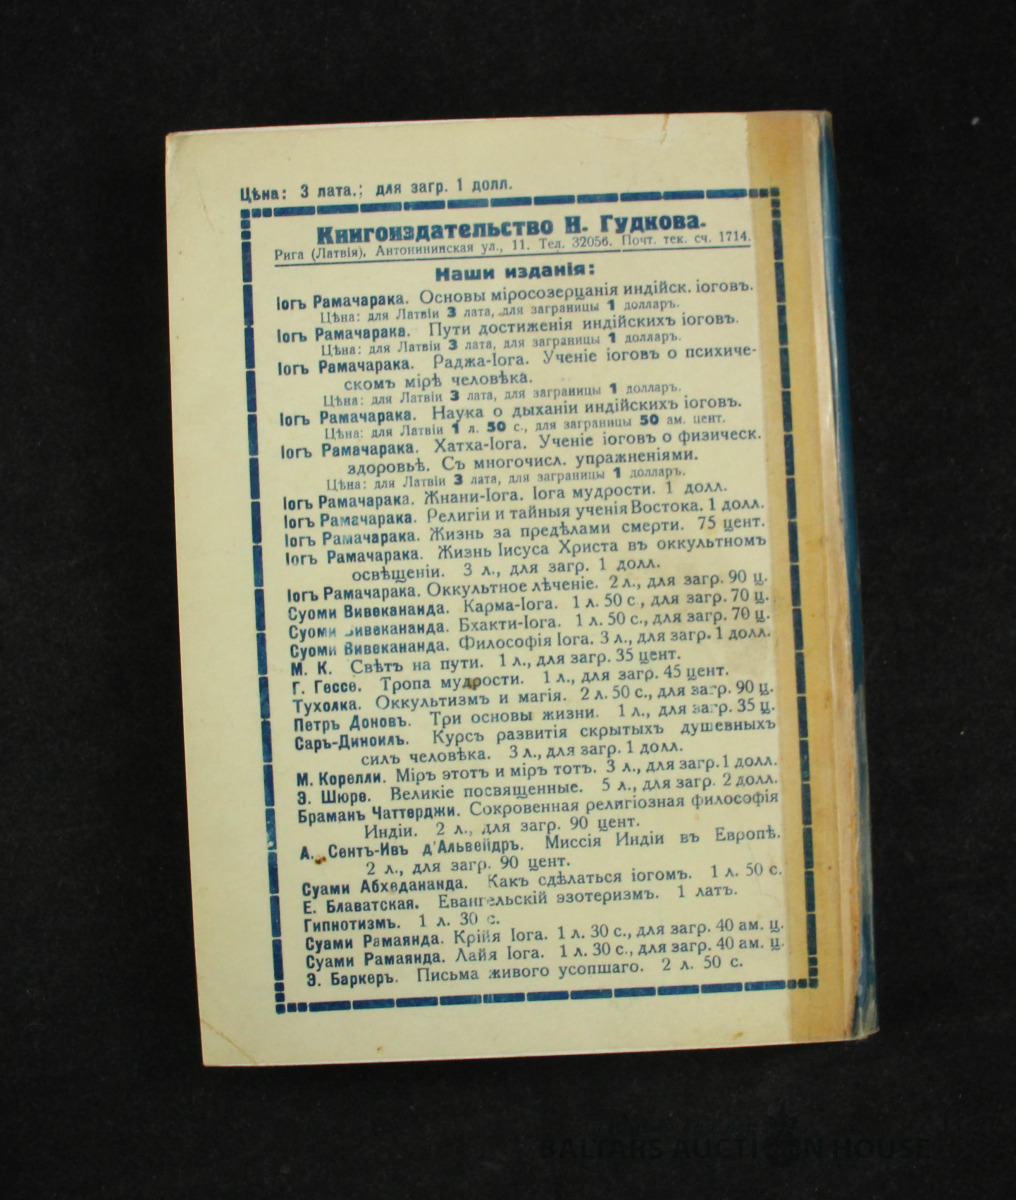 Цѣна: 3 лата.; для загр. 1 долл.
Книгоиздательство Н. Гудкова.
Рига (Латвія), Антонининская ул., 11. Тел. 32056. Почт. тек. сч. 1714.
Наши изданія:
Іогъ Рамачарака. Основы міросозерцанія индійск. іоговъ.
Цѣна: для Латвіи 3 лата, для заграницы 1 долларъ.
Іогъ Рамачарака. Пути достиженія индійскихъ іоговъ.
Цѣна: для Латвіи 3 лата, для заграницы 1 долларъ.
Іогъ Рамачарака. Раджа-Іога. Ученіе іоговъ о психиче-
скомъ мірѣ человѣка.
Цѣна: для Латвіи 3 лата, для заграницы 1 долларъ.
Іогъ Рамачарака. Наука о дыханіи индійскихъ іоговъ.
Цѣна: для Латвіи 1 л. 50 с., для заграницы 50 ам. цент.
Іогъ Рамачарака. Хатха-Іога. Ученіе іоговъ о физическ.
здоровьѣ. Съ многочисл. упражненіями.
Цѣна: для Латвіи 3 лата, для заграницы 1 долларъ.
Іогъ Рамачарака. Жнани-Іога. Іога мудрости. 1 долл.
Іогъ Рамачарака. Религіи и тайныя ученія Востока. 1 долл.
Іогъ Рамачарака. Жизнь за предѣлами смерти. 75 цент.
Іогъ Рамачарака. Жизнь Іисуса Христа въ оккультномъ
освѣщеніи. 3 л., для загр. 1 долл.
Іогъ Рамачарака. Оккультное лѣченіе. 2 л., для загр. 90 ц.
Суоми Вивекананда. Карма-Іога. 1 л. 50 с., для загр. 70 ц.
Суоми Вивекананда. Бхакти-Іога. 1 л. 50 с., для загр. 70 ц.
Суоми Вивекананда. Философія Іога. 3 л., для загр. 1 долл.
М. К. Свѣтъ на пути. 1 л., для загр. 35 цент.
Г. Гессе. Тропа мудрости. 1 л., для загр. 45 цент.
Тухолка. Оккультизмъ и магія. 2 л. 50 с., для загр. 90 ц.
Петръ Доновъ. Три основы жизни. 1 л., для загр. 35 ц.
Саръ-Диноилъ. Курсъ развитія скрытыхъ душевныхъ
силъ человѣка. 3 л., для загр. 1 долл.
М. Корелли. Міръ этотъ и міръ тотъ. 3 л., для загр. 1 долл.
Э. Шюре. Великіе посвященные. 5 л., для загр. 2 долл.
Браманъ Чаттерджи. Сокровенная религіозная философія
Индіи. 2 л., для загр. 90 цент.
А. Сентъ-Ивъ д'Альвейдръ. Миссія Индіи въ Европѣ.
2 л., для загр. 90 цент.
Суами Абхедананда. Какъ сдѣлаться іогомъ. 1 л. 50 с.
Е. Блаватская. Евангельскій эзотеризмъ. 1 латъ.
Гипнотизмъ. 1 л. 30 с.
Суами Рамаянда. Крійя Іога. 1 л. 30 с., для загр. 40 ам. ц.
Суами Рамаянда. Лайя Іога. 1 л. 30 с., для загр. 40 ам. ц.
Э. Баркеръ. Письма живого усопшаго. 2 л. 50 с.
BALTARS AUCTION HOUSE